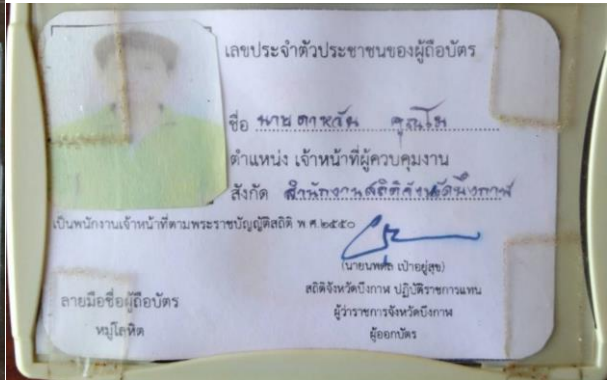 เลขประจำตัวประชาชนของผู้ถือบัตร
ชื่อ นาย
ตำแหน่ง เจ้าหน้าที่ผู้ควบคุมงาน
สังกัด สำนักงานสถิติจังหวัดบึงกาฬ
เป็นพนักงานเจ้าหน้าที่ตามพระราชบัญญัติสถิติ พ.ศ.๒๕๕๐
(นายนพดล เป้าอยู่สุข)
สถิติจังหวัดบึงกาฬ ปฏิบัติราชการแทน
ผู้ว่าราชการจังหวัดบึงกาฬ
ผู้ออกบัตร
ลายมือชื่อผู้ถือบัตร
หมู่โลหิต